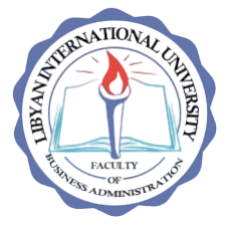 LIBYAN INTERNATIONAL UNIVERSITY
FACULTY
OF
BUSINESS ADMINISTRATION